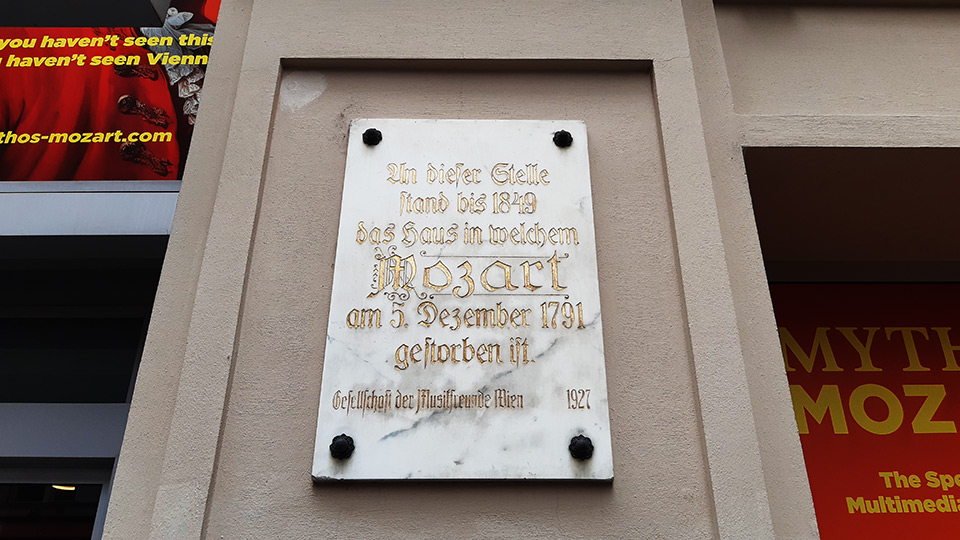 you haven't seen this
haven't seen Vienn
thos-mozart.com
An dieser Stelle
stand bis 1849
das Haus in welchem
Mozart
am 5. Dezember 1791
gestorben ist.
Gesellschaft der Musikfreunde Wien 1927
MYTH
MOZ
The Spe
Multimedia